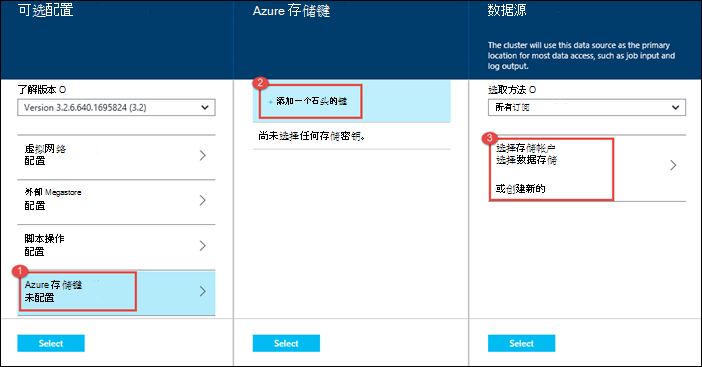 可选配置
了解版本 O
Version 3.2.6.640.1695824 (3.2)
虚拟网络
配置
外部 Megastore
配置
脚本操作
配置
1
Azure 存储键
未配置
Select
Azure 存储键
2
+ 添加一个石头的键
尚未选择任何存储密钥。
Select
数据源
The cluster will use this data source as the primary
location for most data access, such as job input and
log output.
选取方法 O
所有订阅
3
选择存储帐户
选择数据存储
或创建新的
Select